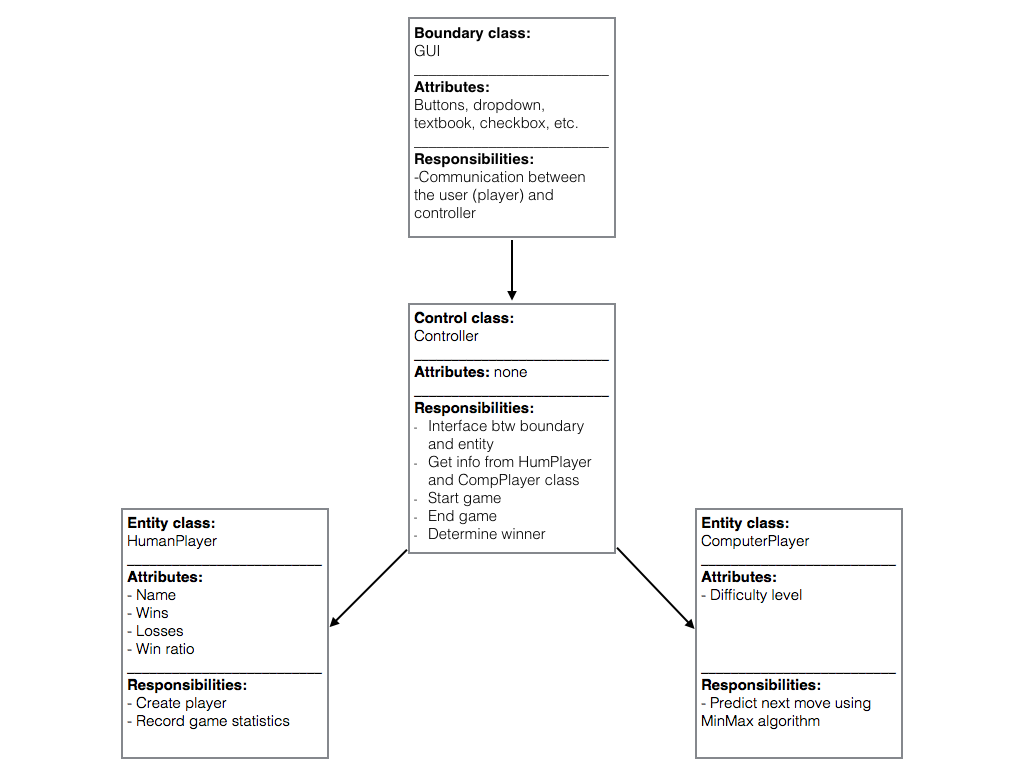 Boundary class:
GUI
Attributes:
Buttons, dropdown,
textbook, checkbox, etc.
Responsibilities:
-Communication between
the user (player) and
controller
Control class:
Controller
Attributes: none
Responsibilities:
- Interface btw boundary
and entity
- Get info from HumPlayer
and CompPlayer class
- Start game
- End game
- Determine winner
Entity class:
HumanPlayer
Attributes:
- Name
- Wins
- Losses
- Win ratio
Responsibilities:
- Create player
- Record game statistics
Entity class:
ComputerPlayer
Attributes:
- Difficulty level
Responsibilities:
- Predict next move using
MinMax algorithm